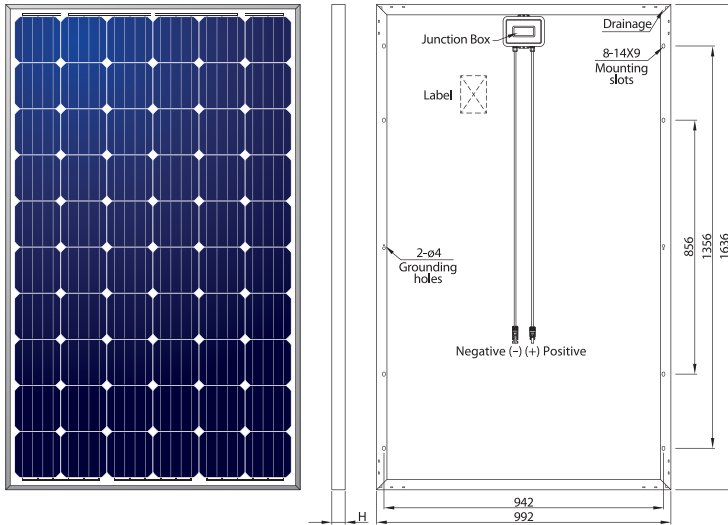 Drainage
Junction Box
8-14X9
Mounting
slots
Label
856
1356
1636
2-ø4
Grounding
holes
Negative (-) (+) Positive
942
H
992